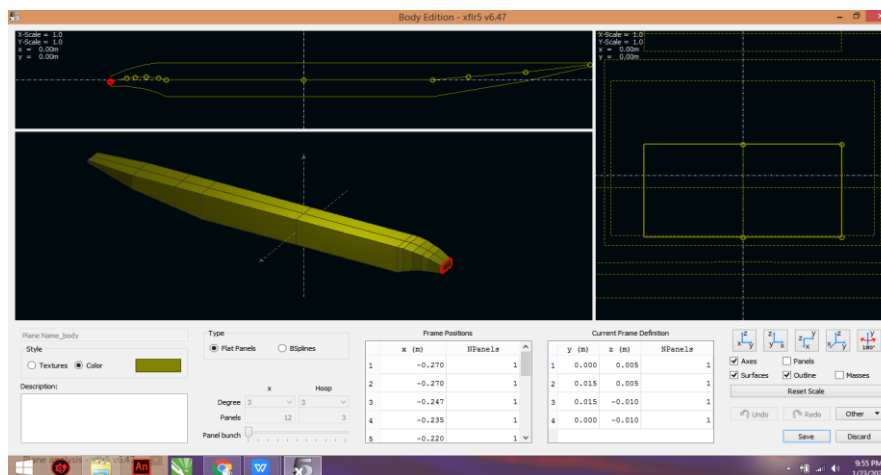 Body Edition - xflr5 v6.47
X-Scale = 1.0
Y-Scale = 1.0
x = 0.00m
y = 0.00m
X-Scale = 1.0
Y-Scale = 1.0
x = 0.00m
y = 0.00m
Plane Name_body
Style
Textures
Color
Description:
Type
Flat Panels
BSplines
x Hoop
Degree 3 3
Panels 12 3
Panel bunch
Frame Positions
x (m) NPanels
1 -0.270 1
2 -0.270 1
3 -0.247 1
4 -0.235 1
5 -0.220 1
Current Frame Definition
y (m) z (m) NPanels
1 0.000 0.005 1
2 0.015 0.005 1
3 0.015 -0.010 1
4 0.000 -0.010 1
z x y
z y x
z y x
z x y
y 180°
Axes
Panels
Surfaces
Outline
Masses
Reset Scale
Undo
Redo
Other
Save
Discard
An
W
9:55 PM